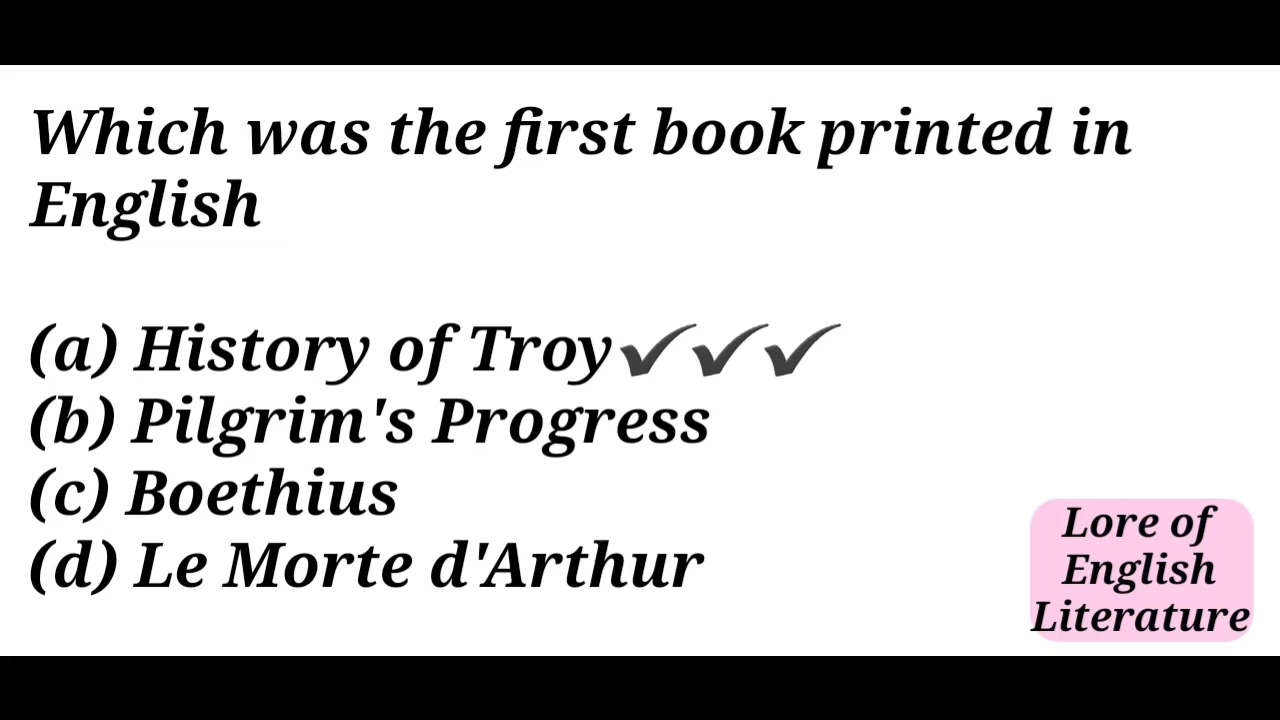 Which was the first book printed in
English
(a) History of Troy✓✓✓
(b) Pilgrim's Progress
(c) Boethius
(d) Le Morte d'Arthur
Lore of
English
Literature